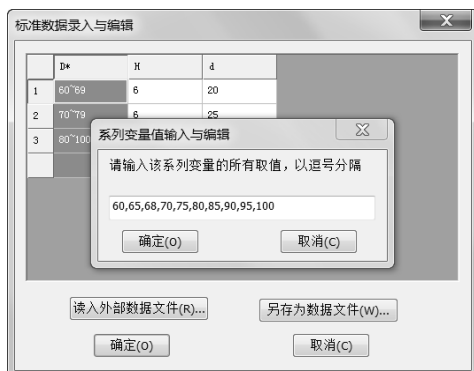 标准数据录入与编辑
X
D* H d
1 60~69 6 20
2 70~79 6 25
3 80~100
系列变量值输入与编辑
请输入该系列变量的所有取值，以逗号分隔
60,65,68,70,75,80,85,90,95,100
确定(O) 取消(C)
读入外部数据文件(R)... 另存为数据文件(W)...
确定(O) 取消(C)